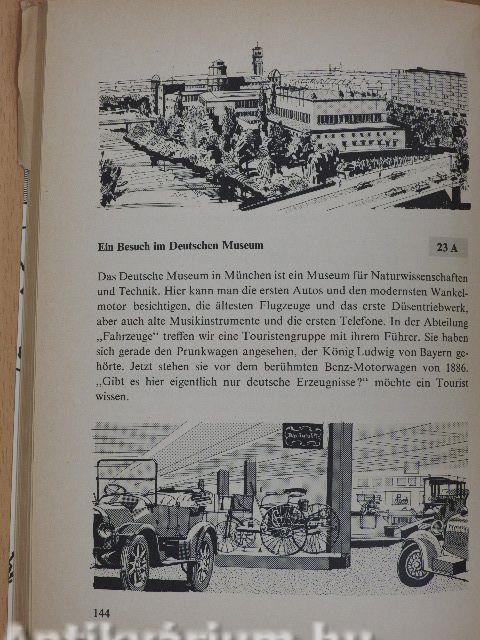 Ein Besuch im Deutschen Museum
23 A
Das Deutsche Museum in München ist ein Museum für Naturwissenschaften
und Technik. Hier kann man die ersten Autos und den modernsten Wankel-
motor besichtigen, die ältesten Flugzeuge und das erste Düsentriebwerk,
aber auch alte Musikinstrumente und die ersten Telefone. In der Abteilung
„Fahrzeuge“ treffen wir eine Touristengruppe mit ihrem Führer. Sie haben
sich gerade den Prunkwagen angesehen, der König Ludwig von Bayern ge-
hörte. Jetzt stehen sie vor dem berühmten Benz-Motorwagen von 1886.
„Gibt es hier eigentlich nur deutsche Erzeugnisse?“ möchte ein Tourist
wissen.
144
Antikvárium.hu